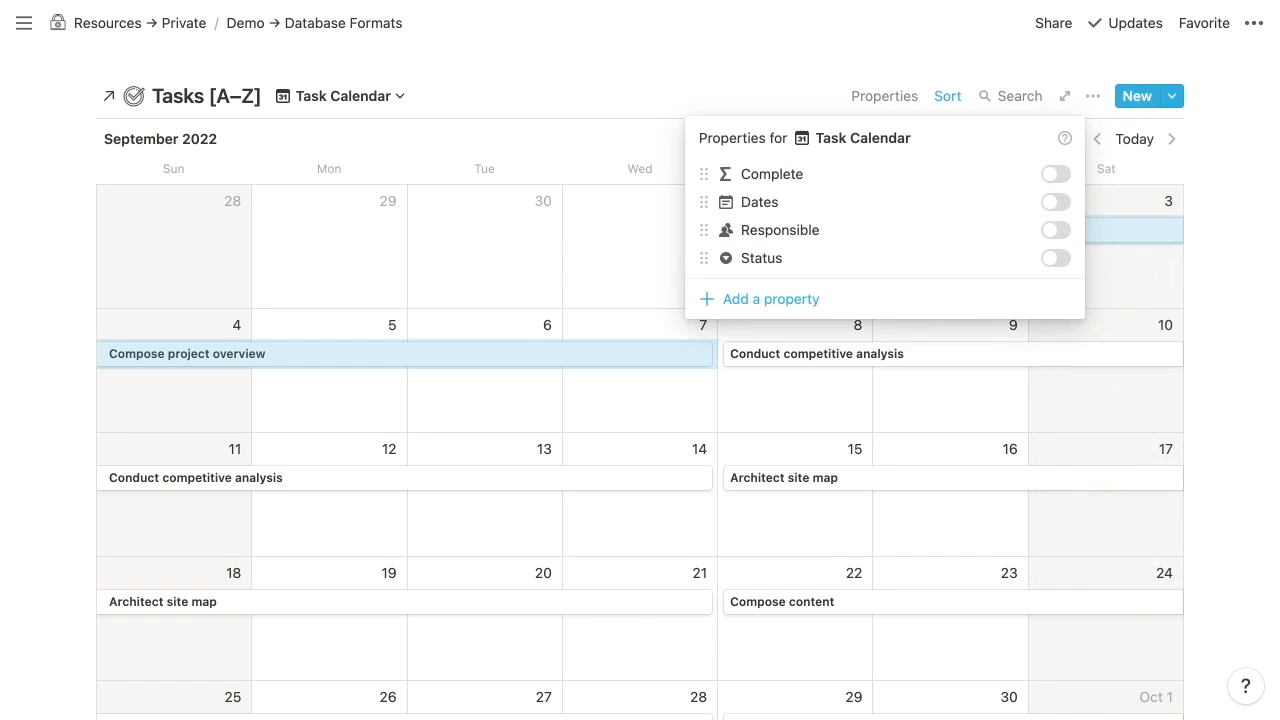 Resources → Private / Demo → Database Formats
Share Updates Favorite •••
Tasks [A–Z] Task Calendar
Properties Sort Search ••• New
September 2022
Today
Sun Mon Tue Wed Sat
Properties for Task Calendar
Complete
Dates
Responsible
Status
+ Add a property
28 29 30 3
4 5 6 7 8 9 10
Compose project overview Conduct competitive analysis
11 12 13 14 15 16 17
Conduct competitive analysis Architect site map
18 19 20 21 22 23 24
Architect site map Compose content
25 26 27 28 29 30 Oct 1
?